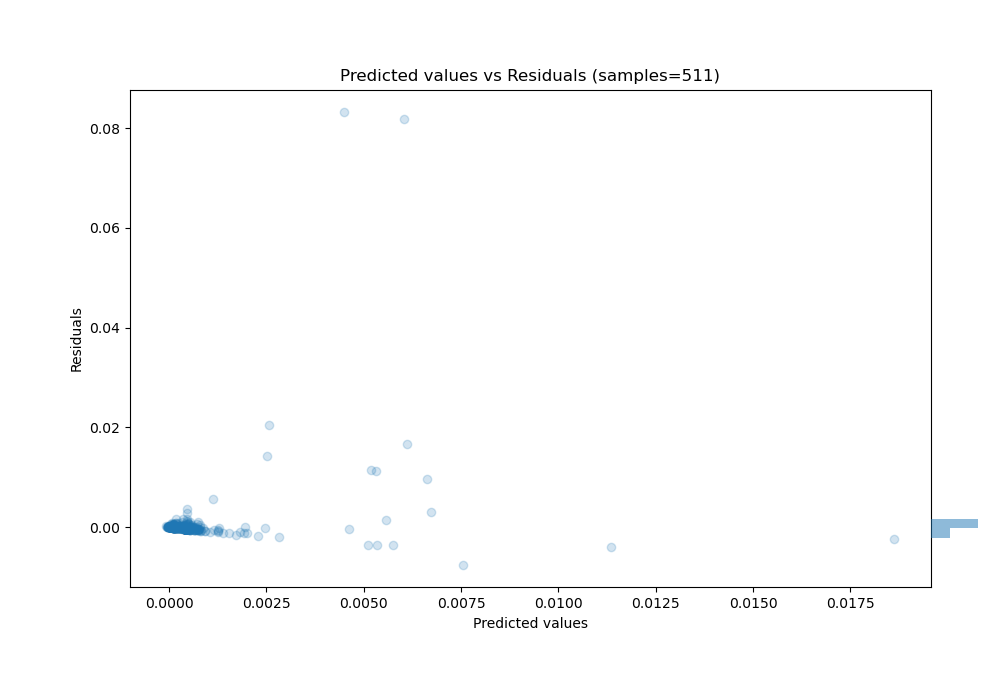 Predicted values vs Residuals (samples=511)
0.08
0.06
0.04
0.02
0.00
Residuals
0.0000 0.0025 0.0050 0.0075 0.0100 0.0125 0.0150 0.0175
Predicted values